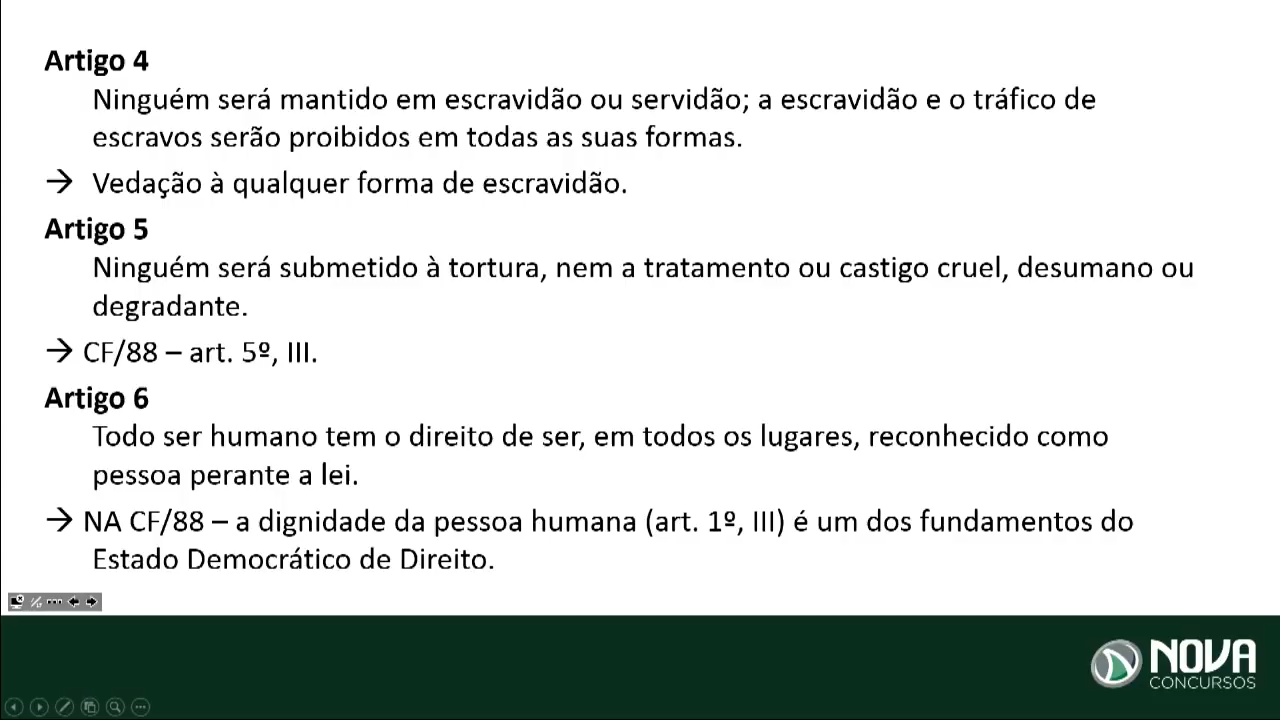 Artigo 4
Ninguém será mantido em escravidão ou servidão; a escravidão e o tráfico de
escravos serão proibidos em todas as suas formas.
→ Vedação à qualquer forma de escravidão.
Artigo 5
Ninguém será submetido à tortura, nem a tratamento ou castigo cruel, desumano ou
degradante.
→ CF/88 – art. 5º, III.
Artigo 6
Todo ser humano tem o direito de ser, em todos os lugares, reconhecido como
pessoa perante a lei.
→ NA CF/88 – a dignidade da pessoa humana (art. 1º, III) é um dos fundamentos do
Estado Democrático de Direito.
NOVA
CONCURSOS